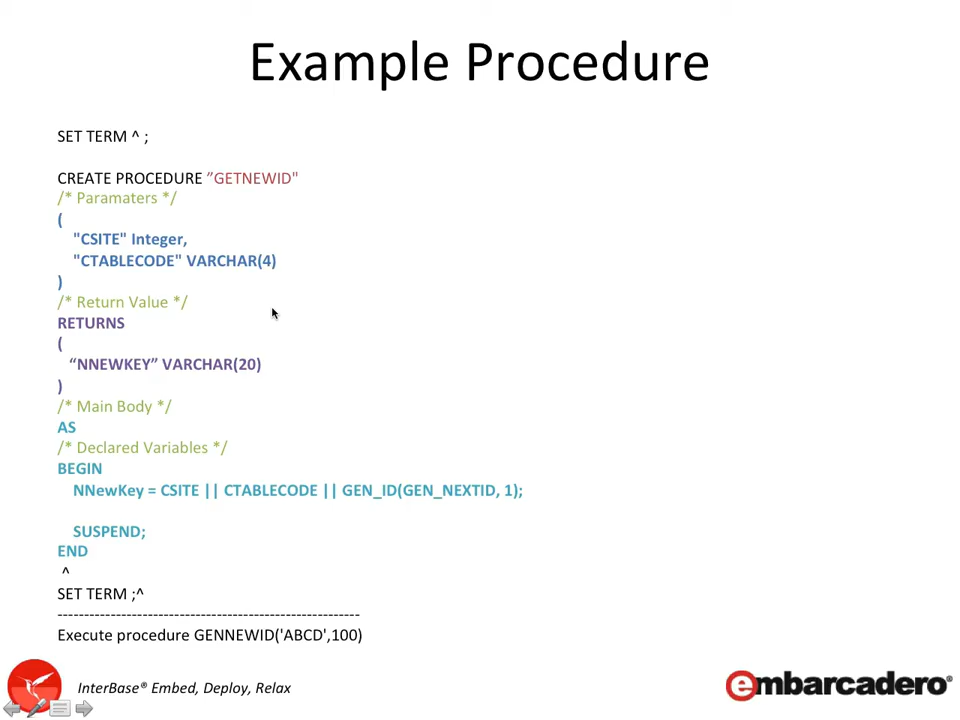 Example Procedure
SET TERM ^ ;
CREATE PROCEDURE ”GETNEWID"
/* Paramaters */
(
"CSITE" Integer,
"CTABLECODE" VARCHAR(4)
)
/* Return Value */
RETURNS
(
“NNEWKEY” VARCHAR(20)
)
/* Main Body */
AS
/* Declared Variables */
BEGIN
NNewKey = CSITE || CTABLECODE || GEN_ID(GEN_NEXTID, 1);
SUSPEND;
END
^
SET TERM ;^
---------------------------------------------------------
Execute procedure GENNEWID('ABCD',100)
InterBase® Embed, Deploy, Relax
embarcadero®